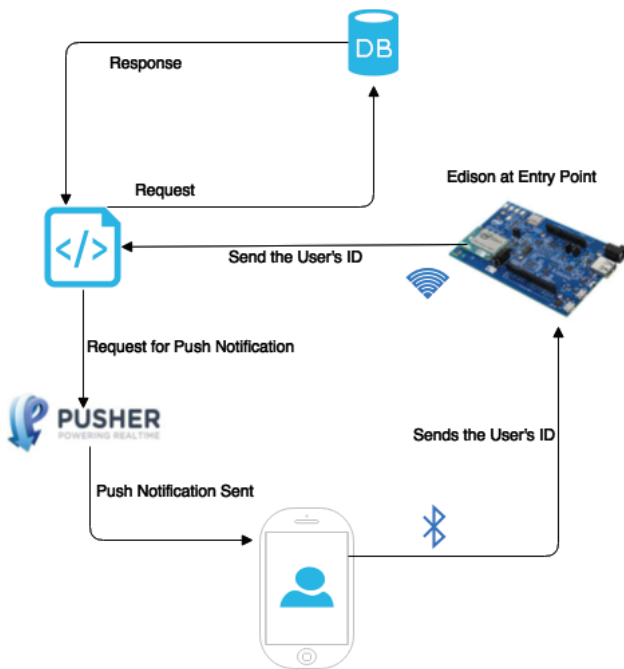 DB
Response
Request
Edison at Entry Point
</>
Send the User's ID
Request for Push Notification
PUSHER
POWERING REALTIME
Sends the User's ID
Push Notification Sent